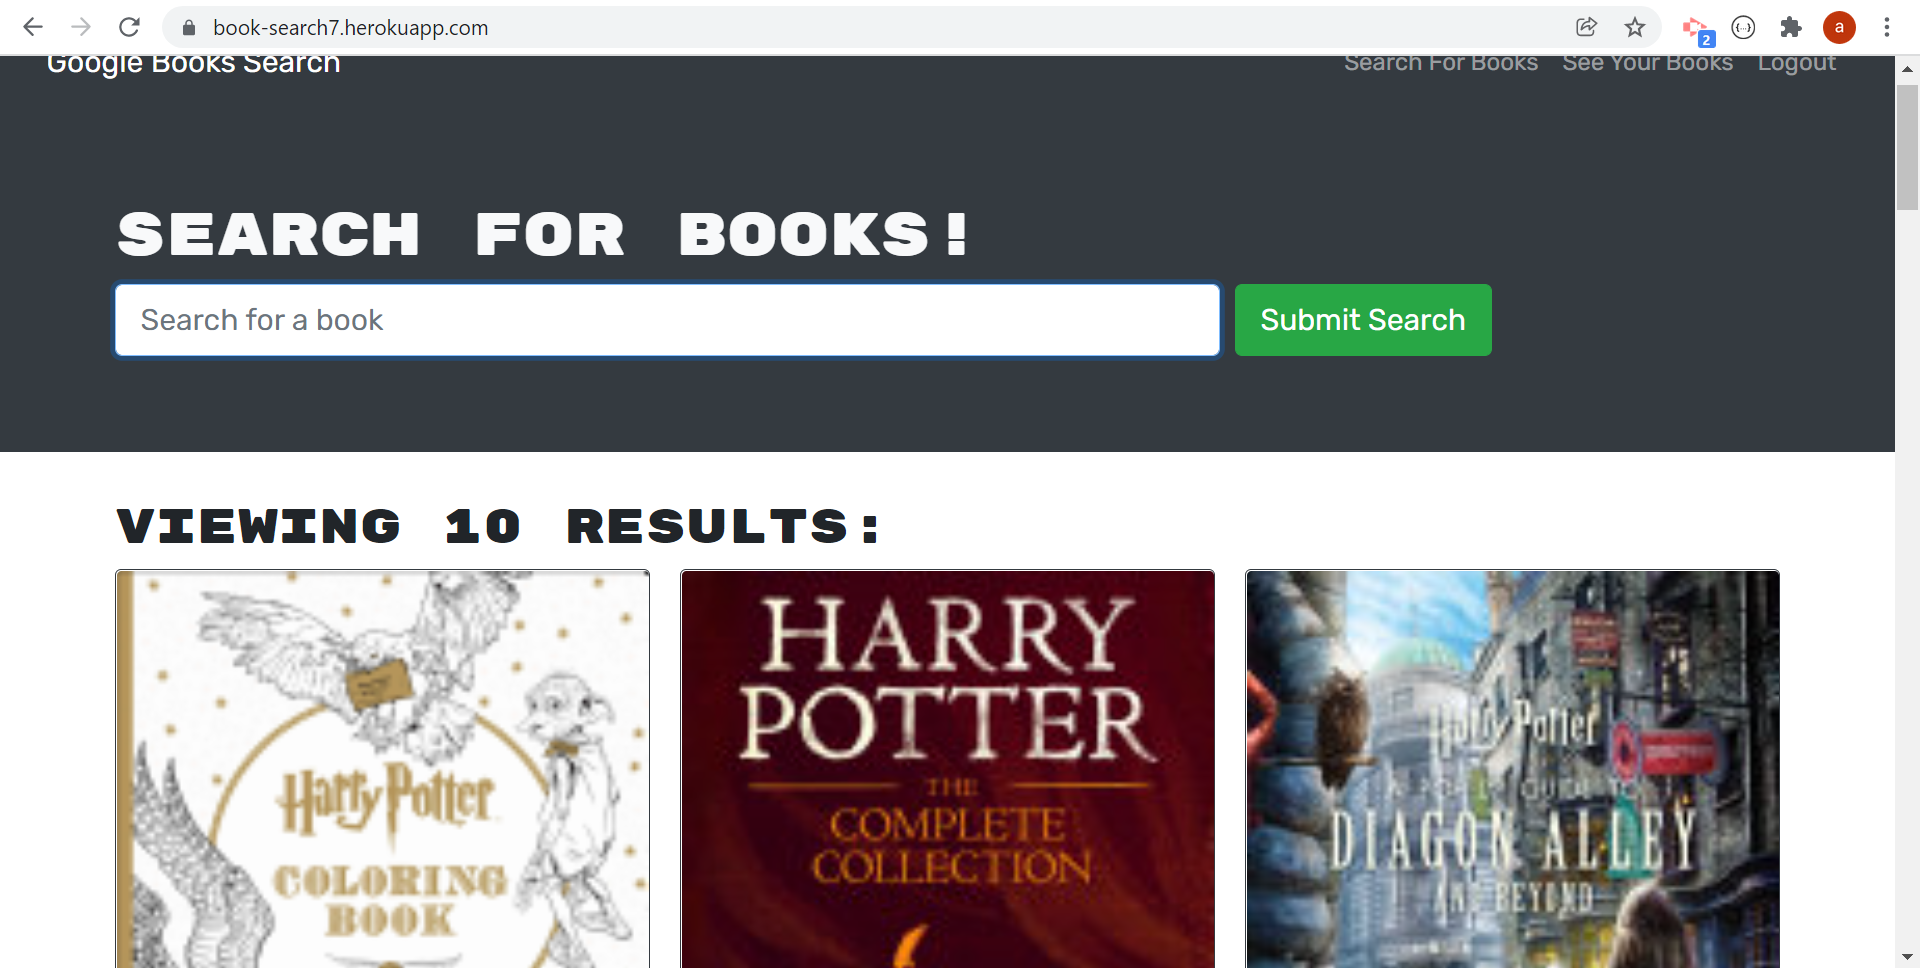 book-search7.herokuapp.com
2
a
Google Books Search
Search For Books
See Your Books
Logout
SEARCH FOR BOOKS!
Search for a book
Submit Search
VIEWING 10 RESULTS:
Harry Potter
COLORING
BOOK
HARRY
POTTER
THE
COMPLETE
COLLECTION
Harry Potter
DIAGON ALLEY
AND BEYOND